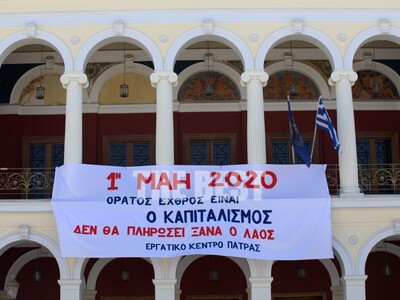 1η ΜΑΗ 2020
ΟΡΑΤΟΣ ΕΧΘΡΟΣ ΕΙΝΑΙ
Ο ΚΑΠΙΤΑΛΙΣΜΟΣ
ΔΕΝ ΘΑ ΠΛΗΡΩΣΕΙ ΞΑΝΑ Ο ΛΑΟΣ
ΕΡΓΑΤΙΚΟ ΚΕΝΤΡΟ ΠΑΤΡΑΣ